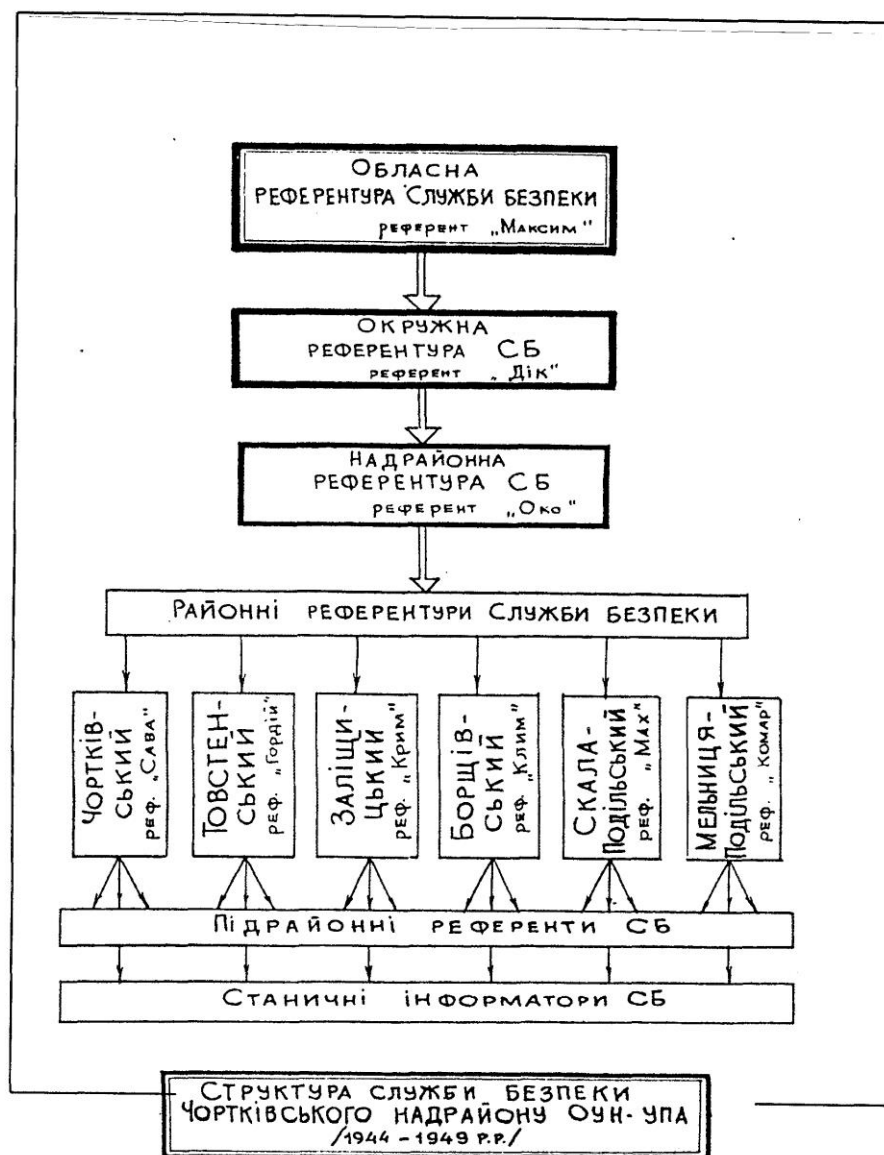 ОБЛАСНА
РЕФЕРЕНТУРА СЛУЖБИ БЕЗПЕКИ
РЕФЕРЕНТ „МАКСИМ"
ОКРУЖНА
РЕФЕРЕНТУРА СБ
РЕФЕРЕНТ „ДІК"
НАДРАЙОННА
РЕФЕРЕНТУРА СБ
РЕФЕРЕНТ „ОКО"
РАЙОННІ РЕФЕРЕНТУРИ СЛУЖБИ БЕЗПЕКИ
ЧОРТКІВ-
СЬКИЙ
РЕФ. „САВА"
ТОВСТЕН-
СЬКИЙ
РЕФ. „ГОРДІЙ"
ЗАЛІЩИ-
ЦЬКИЙ
РЕФ. „КРИМ"
БОРЩІВ-
СЬКИЙ
РЕФ. „КЛИМ"
СКАЛА-
ПОДІЛЬСЬКИЙ
РЕФ. „МАХ"
МЕЛЬНИЦЯ-
ПОДІЛЬСЬКИЙ
РЕФ. „КОМАР"
ПІДРАЙОННІ РЕФЕРЕНТИ СБ
СТАНИЧНІ ІНФОРМАТОРИ СБ
СТРУКТУРА СЛУЖБИ БЕЗПЕКИ
ЧОРТКІВСЬКОГО НАДРАЙОНУ ОУН-УПА
/1944-1949 Р.Р./